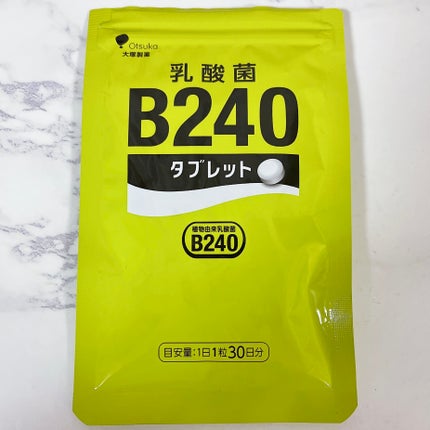 Otsuka
大塚製薬
乳酸菌
B240
タブレット
植物由来乳酸菌
B240
目安量:1日1粒30日分